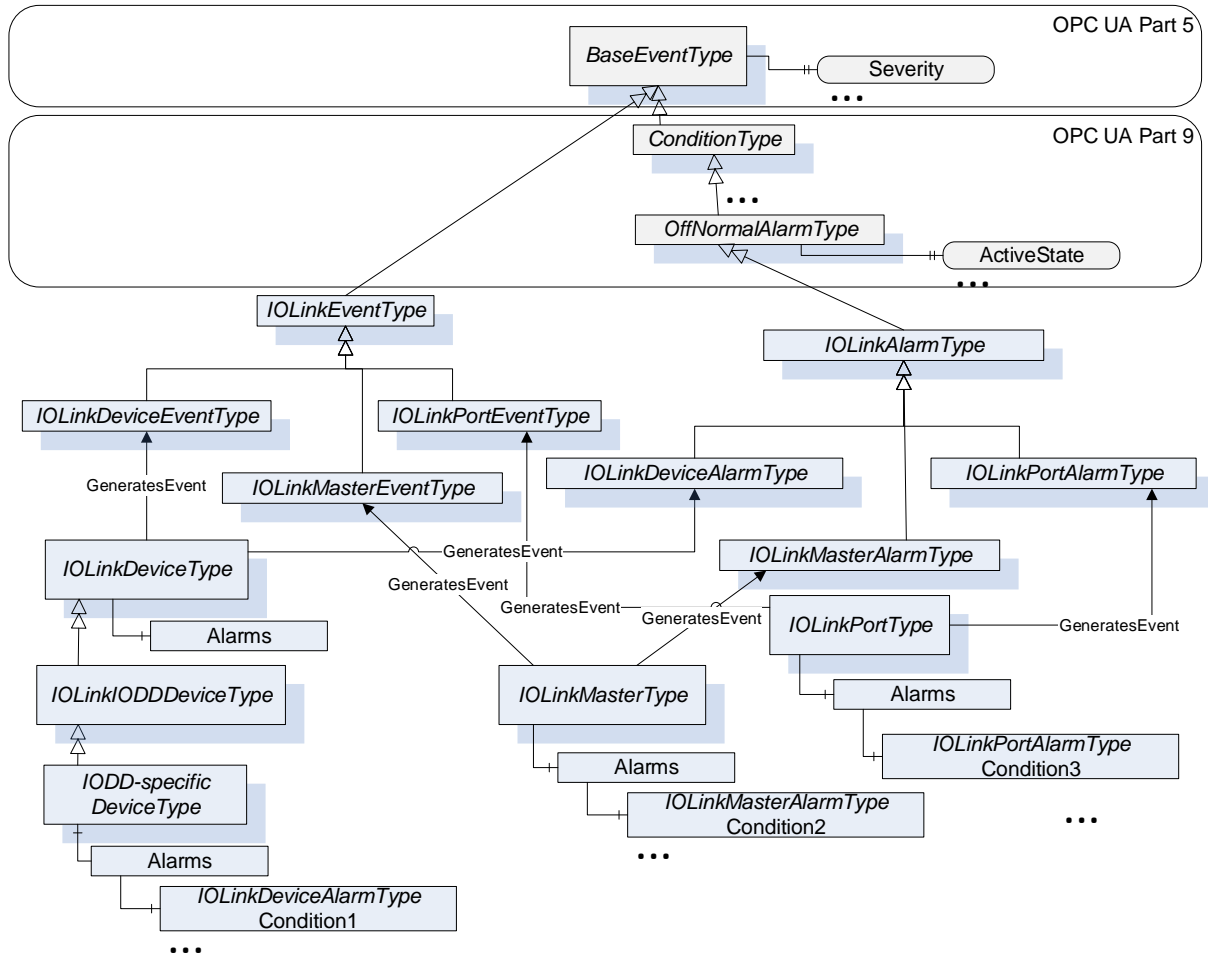 OPC UA Part 5
BaseEventType
Severity
...
OPC UA Part 9
ConditionType
...
OffNormalAlarmType
ActiveState
...
IOLinkEventType
IOLinkAlarmType
IOLinkDeviceEventType
IOLinkPortEventType
IOLinkDeviceAlarmType
IOLinkPortAlarmType
GeneratesEvent
IOLinkMasterEventType
IOLinkDeviceType
GeneratesEvent
IOLinkMasterAlarmType
GeneratesEvent
GeneratesEvent
GeneratesEvent
IOLinkPortType
GeneratesEvent
Alarms
IOLinkIODDDeviceType
IOLinkMasterType
Alarms
IOLinkPortAlarmType
Condition3
Alarms
IODD-specific
DeviceType
IOLinkMasterAlarmType
Condition2
...
...
Alarms
IOLinkDeviceAlarmType
Condition1
...